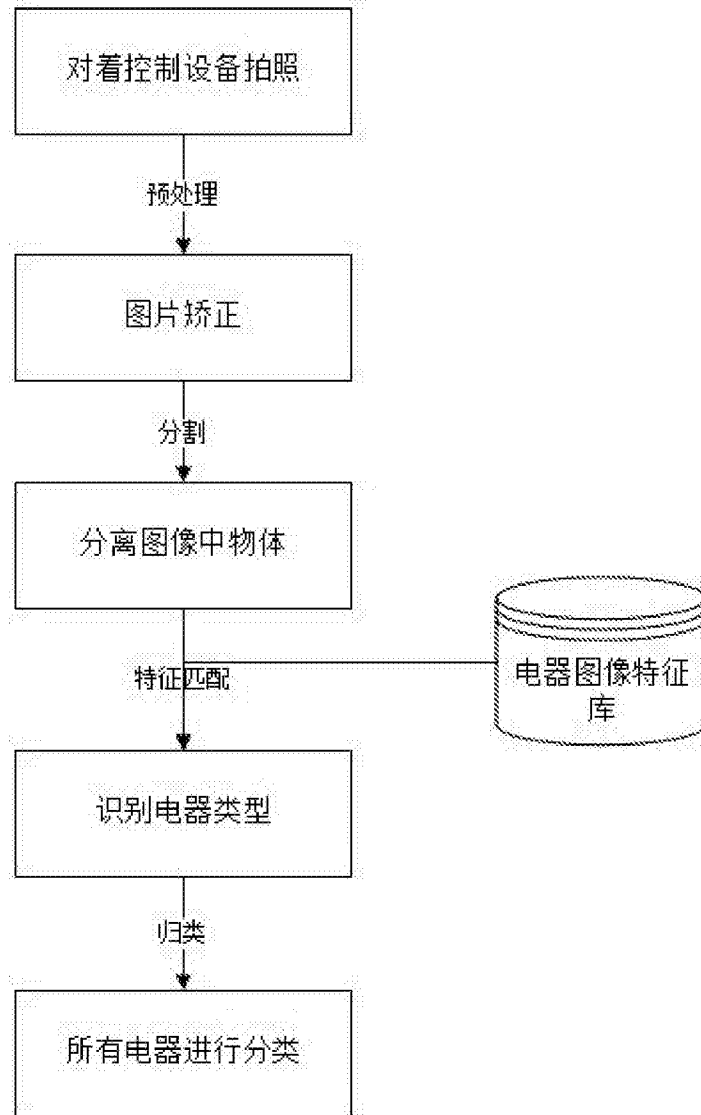 对着控制设备拍照
预处理
图片矫正
分割
分离图像中物体
特征匹配
电器图像特征
库
识别电器类型
归类
所有电器进行分类